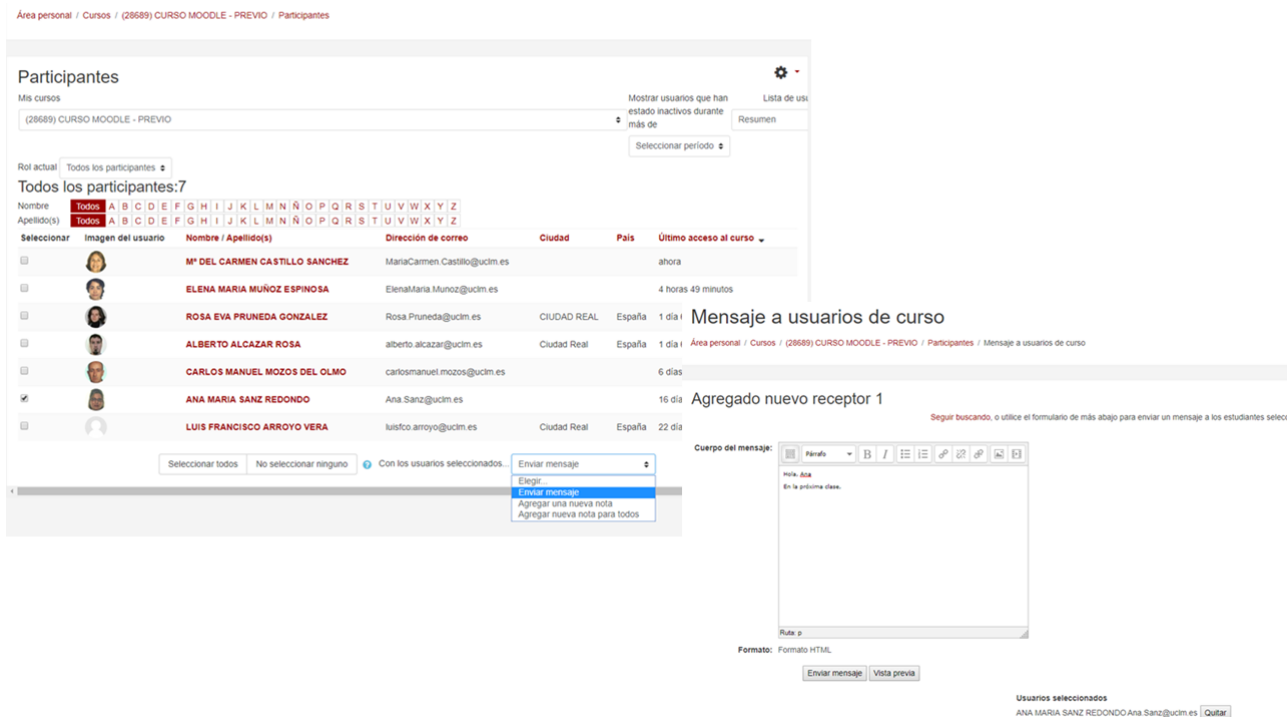 Área personal / Cursos / (28689) CURSO MOODLE - PREVIO / Participantes
Participantes
Mis cursos
(28689) CURSO MOODLE - PREVIO
Mostrar usuarios que han
estado inactivos durante
más de
Seleccionar período
Lista de usu
Resumen
Rol actual Todos los participantes
Todos los participantes:7
Nombre Todos A B C D E F G H I J K L M N Ñ O P Q R S T U V W X Y Z
Apellido(s) Todos A B C D E F G H I J K L M N Ñ O P Q R S T U V W X Y Z
Seleccionar Imagen del usuario Nombre / Apellido(s) Dirección de correo Ciudad País Último acceso al curso
Mª DEL CARMEN CASTILLO SANCHEZ MariaCarmen.Castillo@uclm.es ahora
ELENA MARIA MUÑOZ ESPINOSA ElenaMaria.Munoz@uclm.es 4 horas 49 minutos
ROSA EVA PRUNEDA GONZALEZ Rosa.Pruneda@uclm.es CIUDAD REAL España 1 día
ALBERTO ALCAZAR ROSA alberto.alcazar@uclm.es Ciudad Real España 1 día
CARLOS MANUEL MOZOS DEL OLMO carlosmanuel.mozos@uclm.es 6 días
ANA MARIA SANZ REDONDO Ana.Sanz@uclm.es 16 día
LUIS FRANCISCO ARROYO VERA luisfco.arroyo@uclm.es Ciudad Real España 22 día
Seleccionar todos No seleccionar ninguno Con los usuarios seleccionados... Enviar mensaje
Elegir...
Enviar mensaje
Agregar una nueva nota
Agregar nueva nota para todos
Mensaje a usuarios de curso
Área personal / Cursos / (28689) CURSO MOODLE - PREVIO / Participantes / Mensaje a usuarios de curso
Agregado nuevo receptor 1
Seguir buscando, o utilice el formulario de más abajo para enviar un mensaje a los estudiantes selecc
Cuerpo del mensaje:
Párrafo B I
Hola, Ana
En la próxima clase.
Ruta: p
Formato: Formato HTML
Enviar mensaje Vista previa
Usuarios seleccionados
ANA MARIA SANZ REDONDO Ana.Sanz@uclm.es Quitar